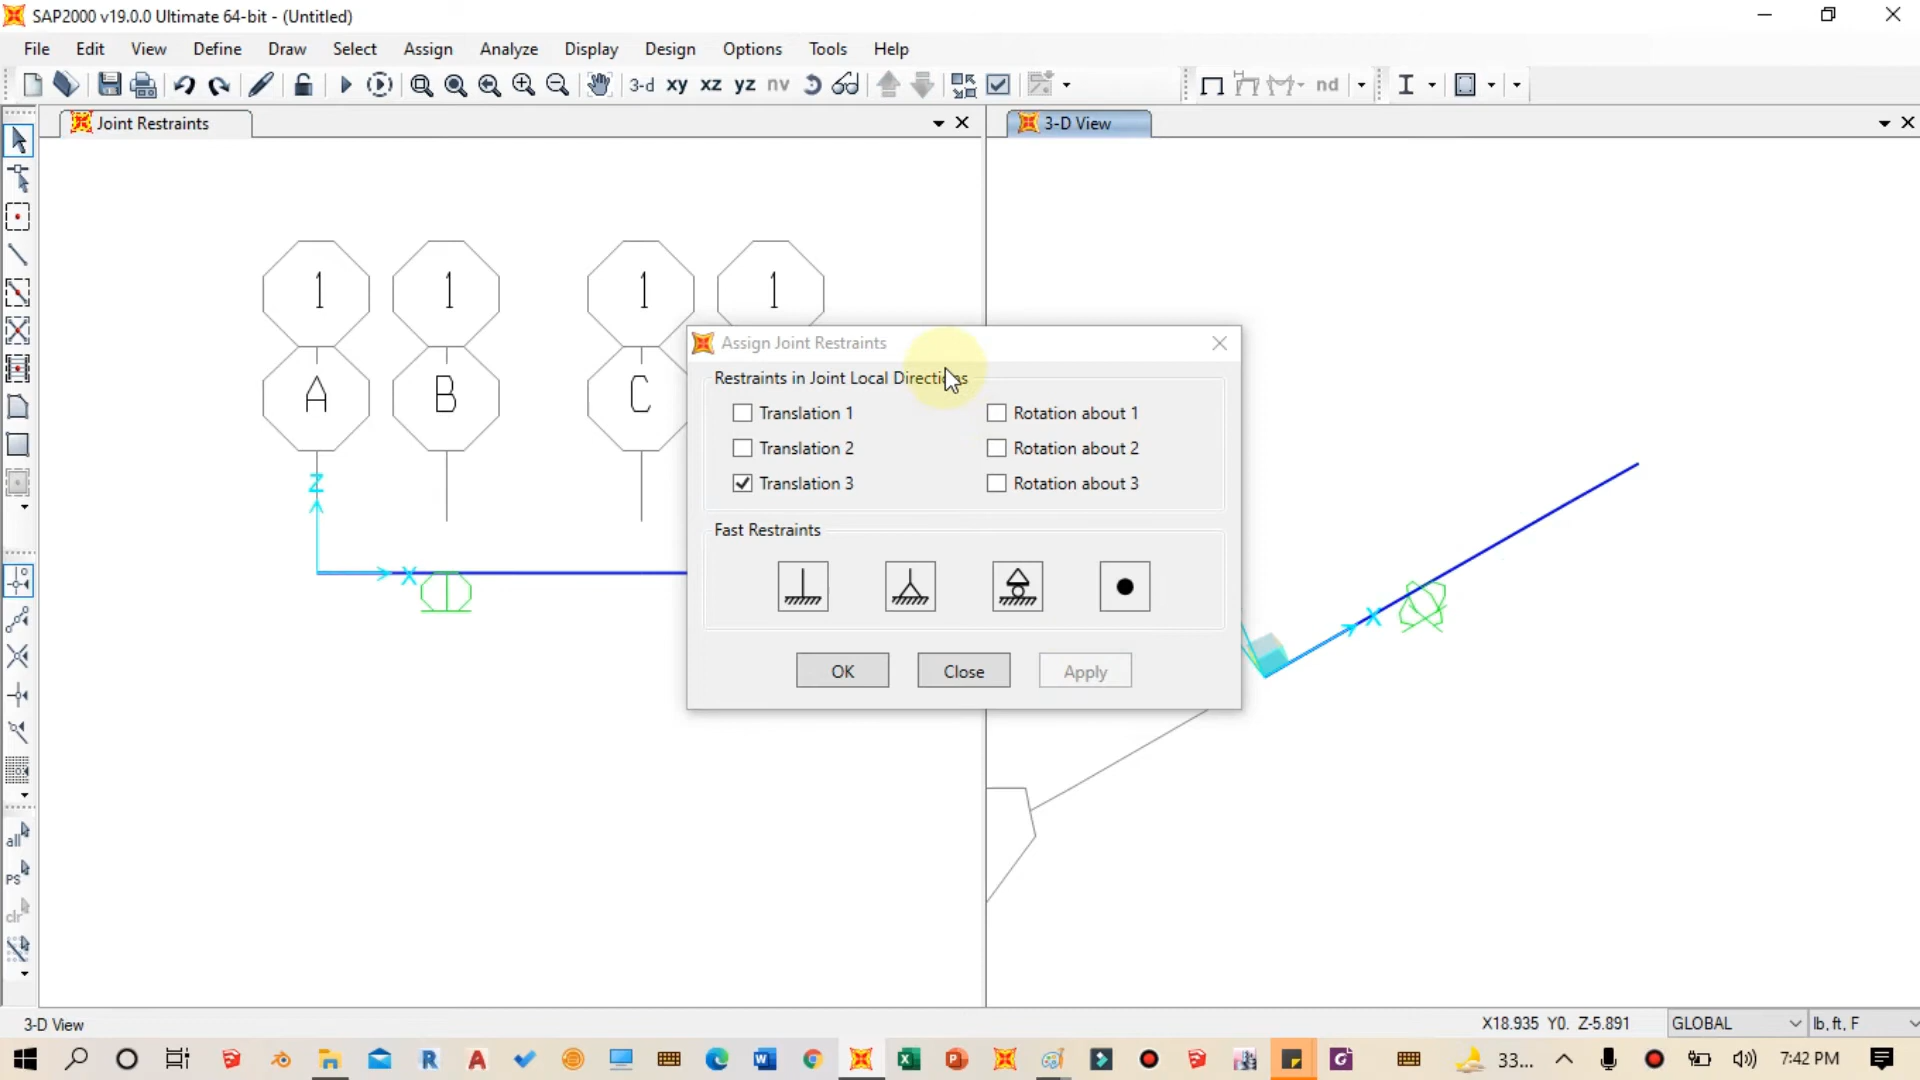 SAP2000 v19.0.0 Ultimate 64-bit - (Untitled)
File Edit View Define Draw Select Assign Analyze Display Design Options Tools Help
3-d xy xz yz nv nd
Joint Restraints
3-D View
1 1 1 1
A B C
Z
X
X
Assign Joint Restraints
Restraints in Joint Local Directions
Translation 1 Rotation about 1
Translation 2 Rotation about 2
Translation 3 Rotation about 3
Fast Restraints
OK Close Apply
all
PS
clr
3-D View
X18.935 Y0. Z-5.891
GLOBAL
lb, ft, F
33...
7:42 PM